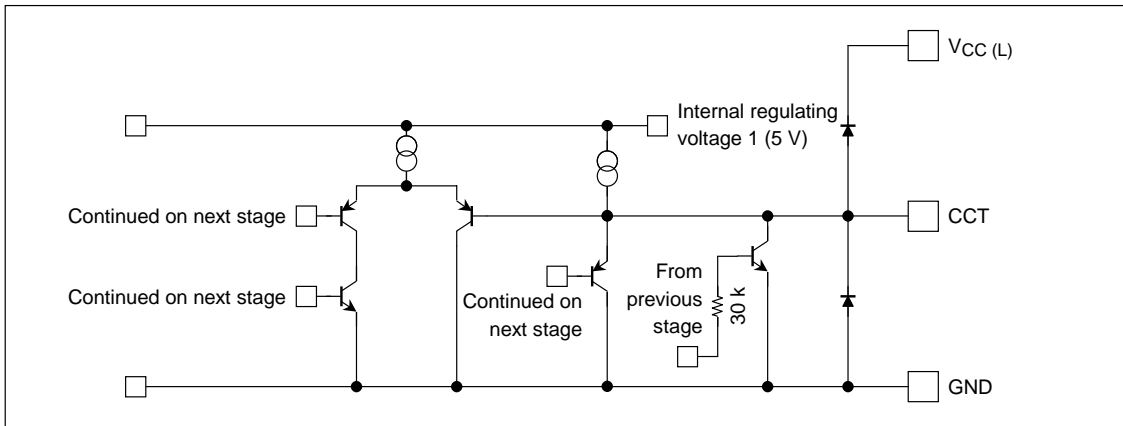 VCC (L)
Internal regulating
voltage 1 (5 V)
Continued on next stage
CCT
Continued on next stage
Continued on
next stage
From
previous
stage
30 k
GND